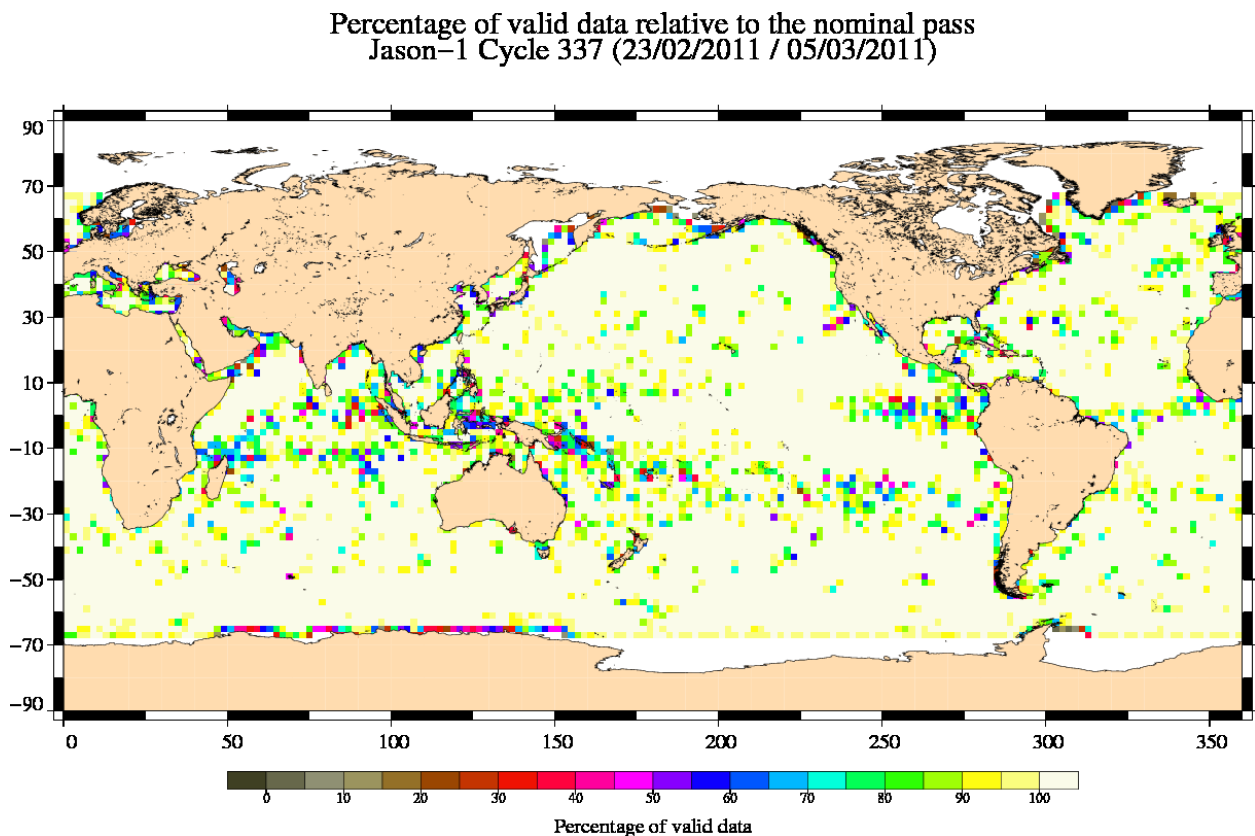 Percentage of valid data relative to the nominal pass
Jason−1 Cycle 337 (23/02/2011 / 05/03/2011)
90
70
50
30
10
−10
−30
−50
−70
−90
0 50 100 150 200 250 300 350
0 10 20 30 40 50 60 70 80 90 100
Percentage of valid data